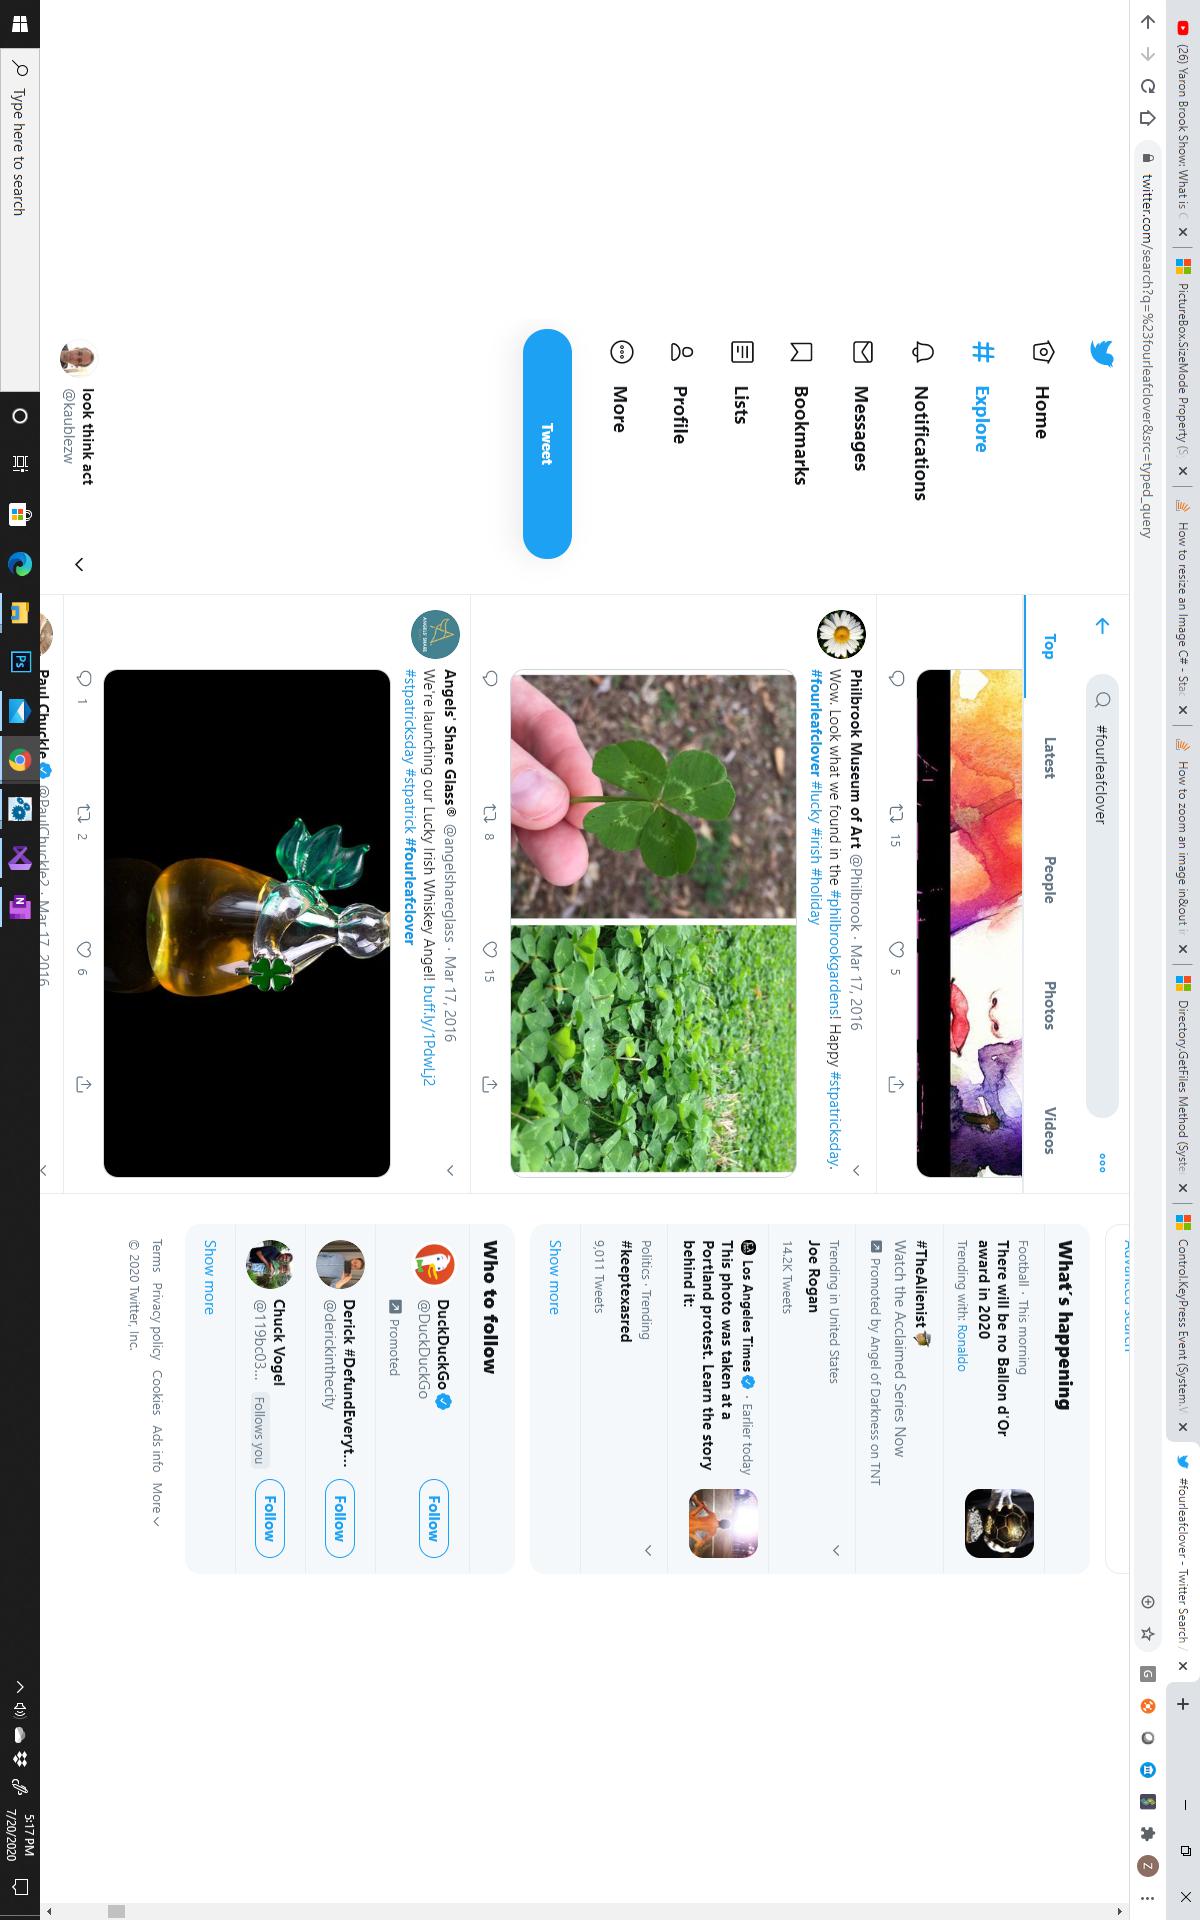 (26) Yaron Brook Show: What is C
PictureBox.SizeMode Property (S
How to resize an Image C# - Stac
How to zoom an image in&out ir
Directory.GetFiles Method (Syste
Control.KeyPress Event (System.V
#fourleafclover - Twitter Search /
twitter.com/search?q=%23fourleafclover&src=typed_query
G
Z
Home
Explore
Notifications
Messages
Bookmarks
Lists
Profile
More
Tweet
look think act
@kaublezw
#fourleafclover
Top
Latest
People
Photos
Videos
15
5
Philbrook Museum of Art @Philbrook · Mar 17, 2016
Wow. Look what we found in the #philbrookgardens! Happy #stpatricksday.
#fourleafclover #lucky #irish #holiday
8
15
Angels' Share Glass® @angelshareglass · Mar 17, 2016
We're launching our Lucky Irish Whiskey Angel! buff.ly/1PdwLj2
#stpatricksday #stpatrick #fourleafclover
ANGELS' SHARE
1
2
6
Paul Chuckle @PaulChuckle2 · Mar 17, 2016
Advanced search
What's happening
Football · This morning
There will be no Ballon d'Or
award in 2020
Trending with: Ronaldo
#TheAlienist
Watch the Acclaimed Series Now
Promoted by Angel of Darkness on TNT
Trending in United States
Joe Rogan
14.2K Tweets
Los Angeles Times · Earlier today
This photo was taken at a
Portland protest. Learn the story
behind it:
Politics · Trending
#keeptexasred
9,011 Tweets
Show more
Who to follow
DuckDuckGo
@DuckDuckGo
Follow
Promoted
Derick #DefundEveryt...
@derickinthecity
Follow
Chuck Vogel
@119bc03... Follows you
Follow
Show more
Terms Privacy policy Cookies Ads info More
© 2020 Twitter, Inc.
Type here to search
Ps
N
5:17 PM
7/20/2020